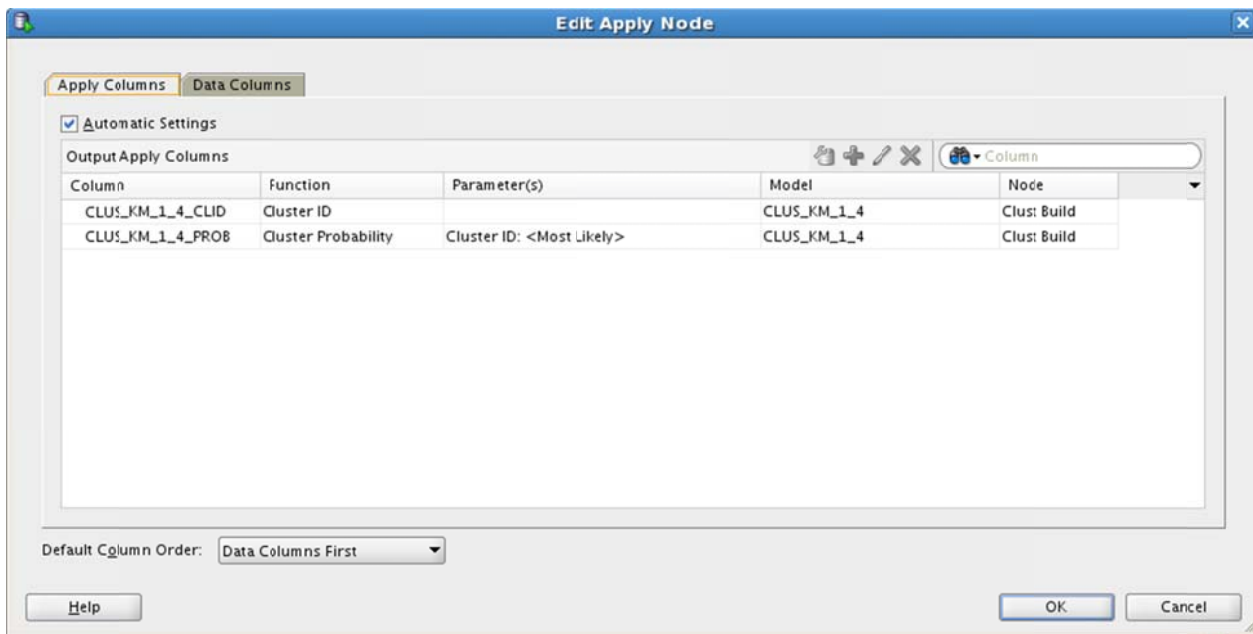 Edit Apply Node
Apply Columns Data Columns
Automatic Settings
Output Apply Columns Column
Column Function Parameter(s) Model Node
CLUS_KM_1_4_CLID Cluster ID CLUS_KM_1_4 Clust Build
CLUS_KM_1_4_PROB Cluster Probability Cluster ID: <Most Likely> CLUS_KM_1_4 Clust Build
Default Column Order: Data Columns First
Help OK Cancel